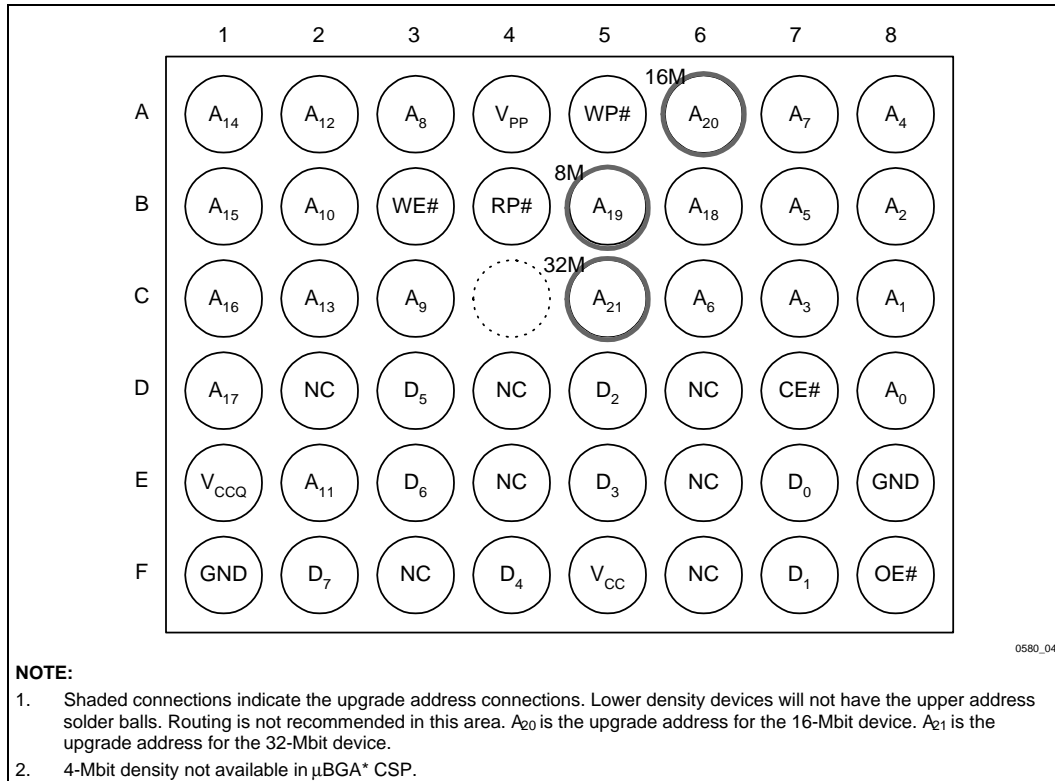 1 2 3 4 5 6 7 8
16M
A A₁₄ A₁₂ A₈ V_PP WP# A₂₀ A₇ A₄
8M
B A₁₅ A₁₀ WE# RP# A₁₉ A₁₈ A₅ A₂
32M
C A₁₆ A₁₃ A₉ A₂₁ A₆ A₃ A₁
D A₁₇ NC D₅ NC D₂ NC CE# A₀
E V_CCQ A₁₁ D₆ NC D₃ NC D₀ GND
F GND D₇ NC D₄ V_CC NC D₁ OE#
0580_04
NOTE:
1. Shaded connections indicate the upgrade address connections. Lower density devices will not have the upper address
solder balls. Routing is not recommended in this area. A₂₀ is the upgrade address for the 16-Mbit device. A₂₁ is the
upgrade address for the 32-Mbit device.
2. 4-Mbit density not available in µBGA* CSP.